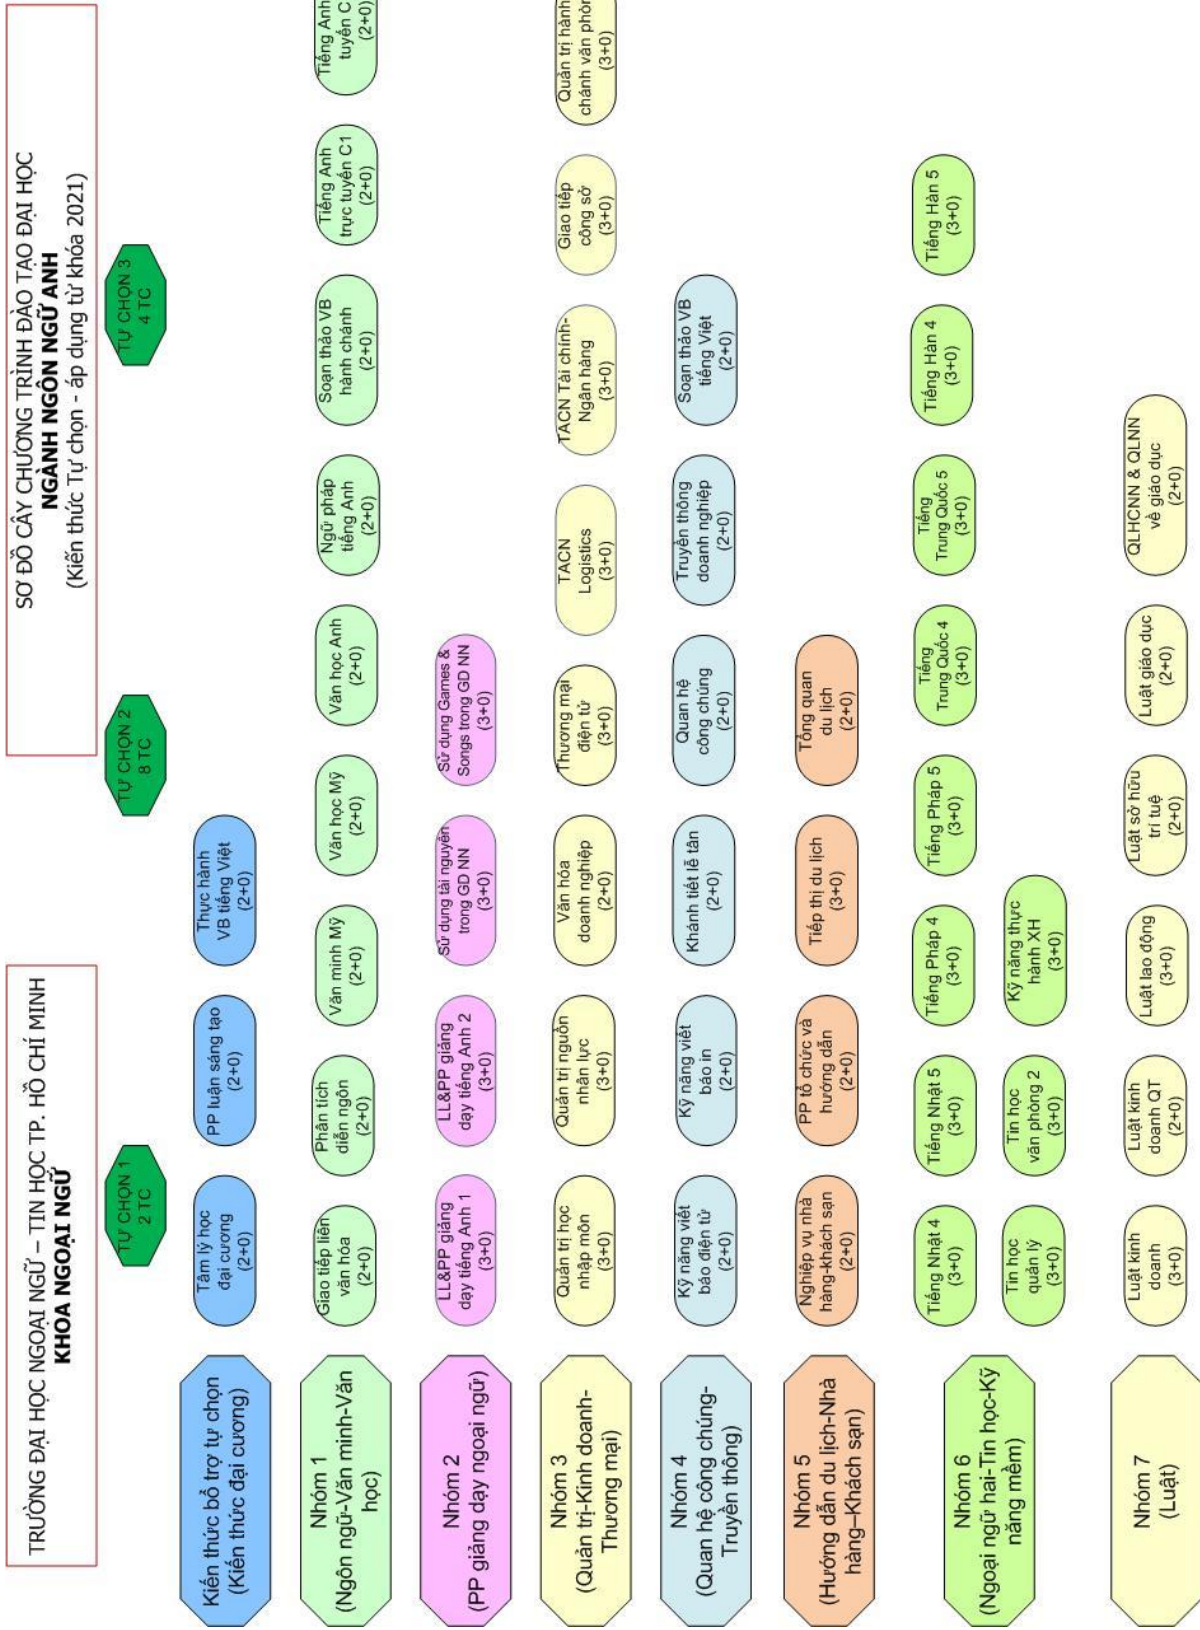 TRƯỜNG ĐẠI HỌC NGOẠI NGỮ – TIN HỌC TP. HỒ CHÍ MINH
KHOA NGOẠI NGỮ
SƠ ĐỒ CÂY CHƯƠNG TRÌNH ĐÀO TẠO ĐẠI HỌC
NGÀNH NGÔN NGỮ ANH
(Kiến thức Tự chọn - áp dụng từ khóa 2021)
TỰ CHỌN 1
2 TC
TỰ CHỌN 2
8 TC
TỰ CHỌN 3
4 TC
Kiến thức bổ trợ tự chọn
(Kiến thức đại cương)
Tâm lý học
đại cương
(2+0)
PP luận sáng tạo
(2+0)
Thực hành
VB tiếng Việt
(2+0)
Nhóm 1
(Ngôn ngữ-Văn minh-Văn
học)
Giao tiếp liên
văn hóa
(2+0)
Phân tích
diễn ngôn
(2+0)
Văn minh Mỹ
(2+0)
Văn học Mỹ
(2+0)
Văn học Anh
(2+0)
Ngữ pháp
tiếng Anh
(2+0)
Soạn thảo VB
hành chánh
(2+0)
Tiếng Anh
trực tuyến C1
(2+0)
Tiếng Anh
tuyến C
(2+0)
Nhóm 2
(PP giảng dạy ngoại ngữ)
LL&PP giảng
dạy tiếng Anh 1
(3+0)
LL&PP giảng
dạy tiếng Anh 2
(3+0)
Sử dụng tài nguyên
trong GD NN
(3+0)
Sử dụng Games &
Songs trong GD NN
(3+0)
Nhóm 3
(Quản trị-Kinh doanh-
Thương mại)
Quản trị học
nhập môn
(3+0)
Quản trị nguồn
nhân lực
(3+0)
Văn hóa
doanh nghiệp
(2+0)
Thương mại
điện tử
(3+0)
TACN
Logistics
(3+0)
TACN Tài chính-
Ngân hàng
(3+0)
Giao tiếp
công sở
(3+0)
Quản trị hành
chánh văn phòn
(3+0)
Nhóm 4
(Quan hệ công chúng-
Truyền thông)
Kỹ năng viết
báo điện tử
(2+0)
Kỹ năng viết
báo in
(2+0)
Khánh tiết lễ tân
(2+0)
Quan hệ
công chúng
(2+0)
Truyền thông
doanh nghiệp
(2+0)
Soạn thảo VB
tiếng Việt
(2+0)
Nhóm 5
(Hướng dẫn du lịch-Nhà
hàng–Khách sạn)
Nghiệp vụ nhà
hàng-khách sạn
(2+0)
PP tổ chức và
hướng dẫn
(2+0)
Tiếp thị du lịch
(3+0)
Tổng quan
du lịch
(2+0)
Nhóm 6
(Ngoại ngữ hai-Tin học-Kỹ
năng mềm)
Tiếng Nhật 4
(3+0)
Tiếng Nhật 5
(3+0)
Tiếng Pháp 4
(3+0)
Tiếng Pháp 5
(3+0)
Tiếng
Trung Quốc 4
(3+0)
Tiếng
Trung Quốc 5
(3+0)
Tiếng Hàn 4
(3+0)
Tiếng Hàn 5
(3+0)
Tin học
quản lý
(3+0)
Tin học
văn phòng 2
(3+0)
Kỹ năng thực
hành XH
(3+0)
Nhóm 7
(Luật)
Luật kinh
doanh
(3+0)
Luật kinh
doanh QT
(2+0)
Luật lao động
(3+0)
Luật sở hữu
trí tuệ
(2+0)
Luật giáo dục
(2+0)
QLHCNN & QLNN
về giáo dục
(2+0)